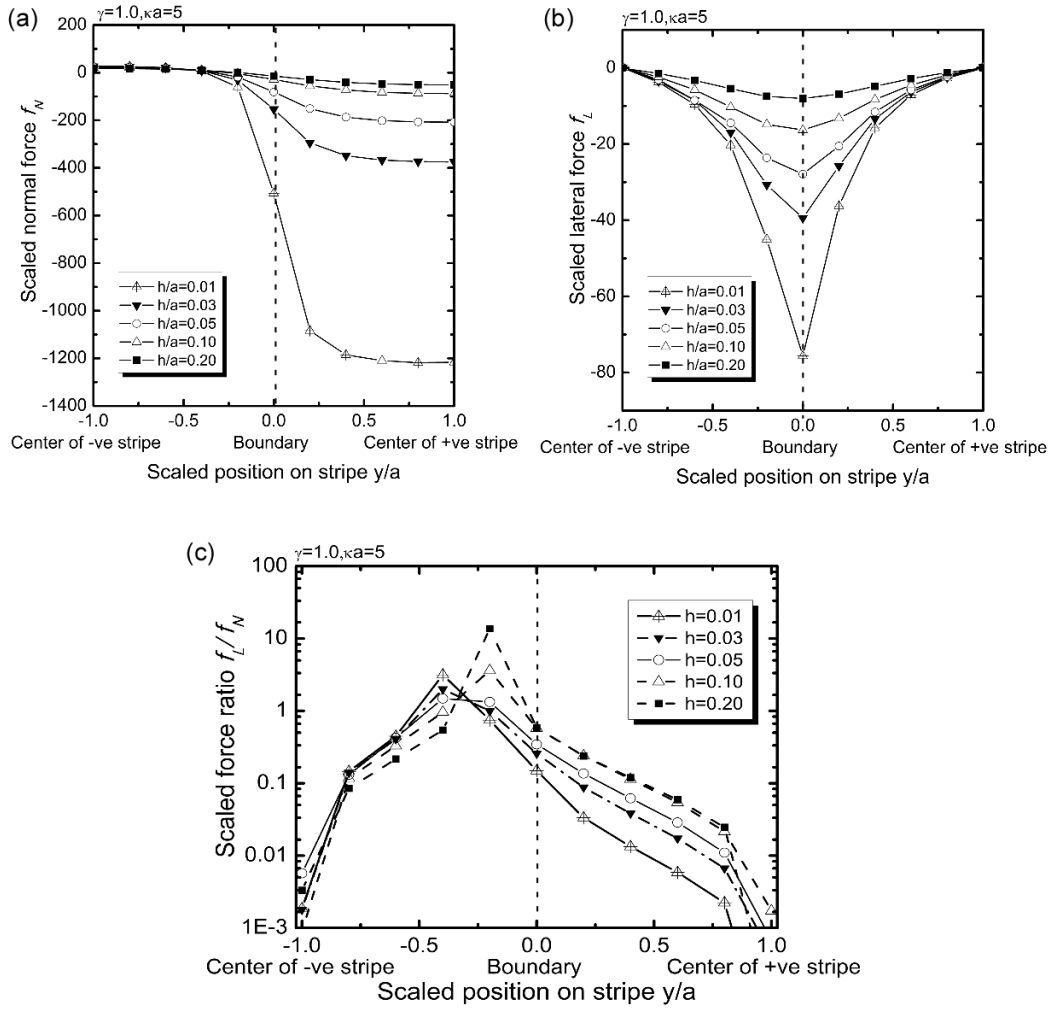 (a)
γ=1.0,κa=5
200
0
-200
-400
-600
-800
-1000
-1200
-1400
Scaled normal force f_N
h/a=0.01
h/a=0.03
h/a=0.05
h/a=0.10
h/a=0.20
-1.0 -0.5 0.0 0.5 1.0
Center of -ve stripe Boundary Center of +ve stripe
Scaled position on stripe y/a
(b)
γ=1.0,κa=5
0
-20
-40
-60
-80
Scaled lateral force f_L
h/a=0.01
h/a=0.03
h/a=0.05
h/a=0.10
h/a=0.20
-1.0 -0.5 0.0 0.5 1.0
Center of -ve stripe Boundary Center of +ve stripe
Scaled position on stripe y/a
(c)
γ=1.0,κa=5
100
10
1
0.1
0.01
1E-3
Scaled force ratio f_L/f_N
h=0.01
h=0.03
h=0.05
h=0.10
h=0.20
-1.0 -0.5 0.0 0.5 1.0
Center of -ve stripe Boundary Center of +ve stripe
Scaled position on stripe y/a